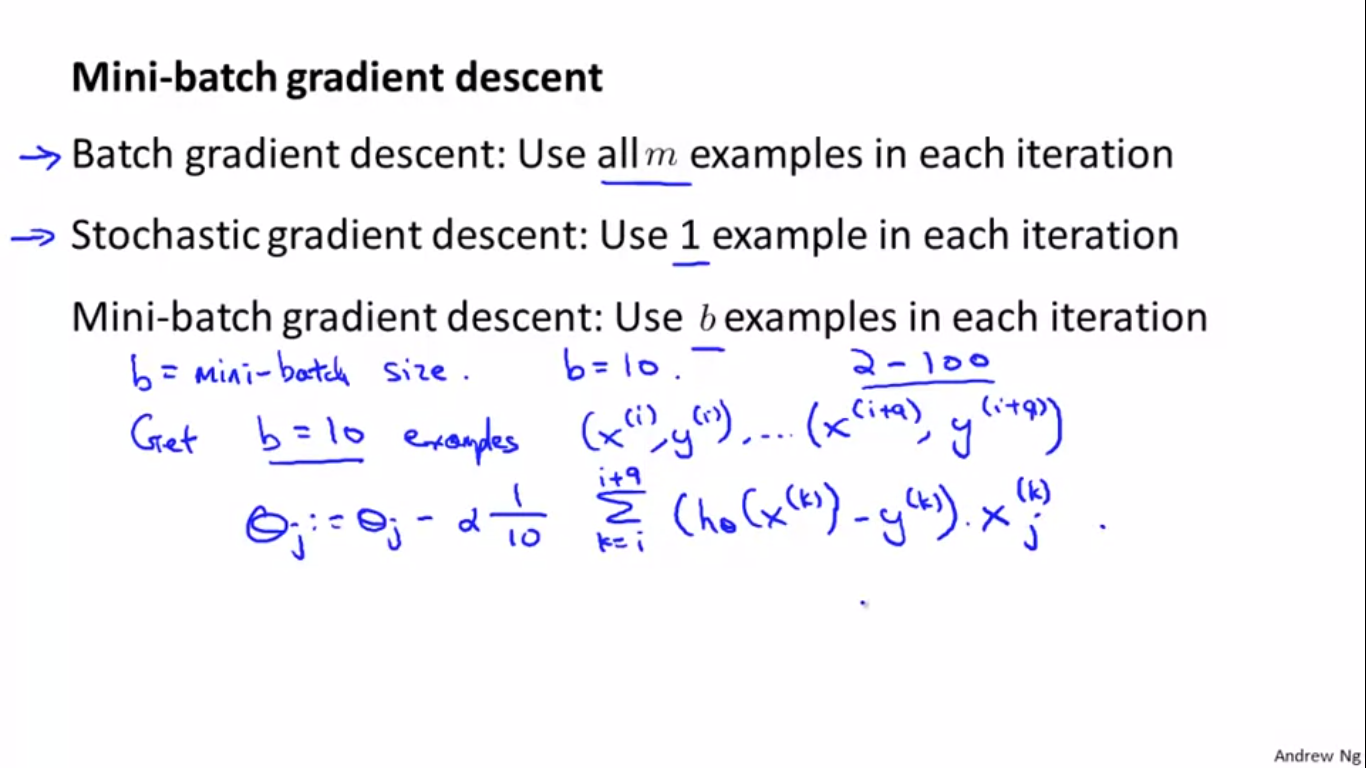 Mini-batch gradient descent
→ Batch gradient descent: Use all m examples in each iteration
→ Stochastic gradient descent: Use 1 example in each iteration
Mini-batch gradient descent: Use b examples in each iteration
b = mini-batch size. b = 10. 2 - 100
Get b = 10 examples (x^(i), y^(i)), ... (x^(i+9), y^(i+9))
θ_j := θ_j - α 1/10 Σ_{k=i}^{i+9} (h_θ(x^(k)) - y^(k)) · x_j^(k) .
Andrew Ng